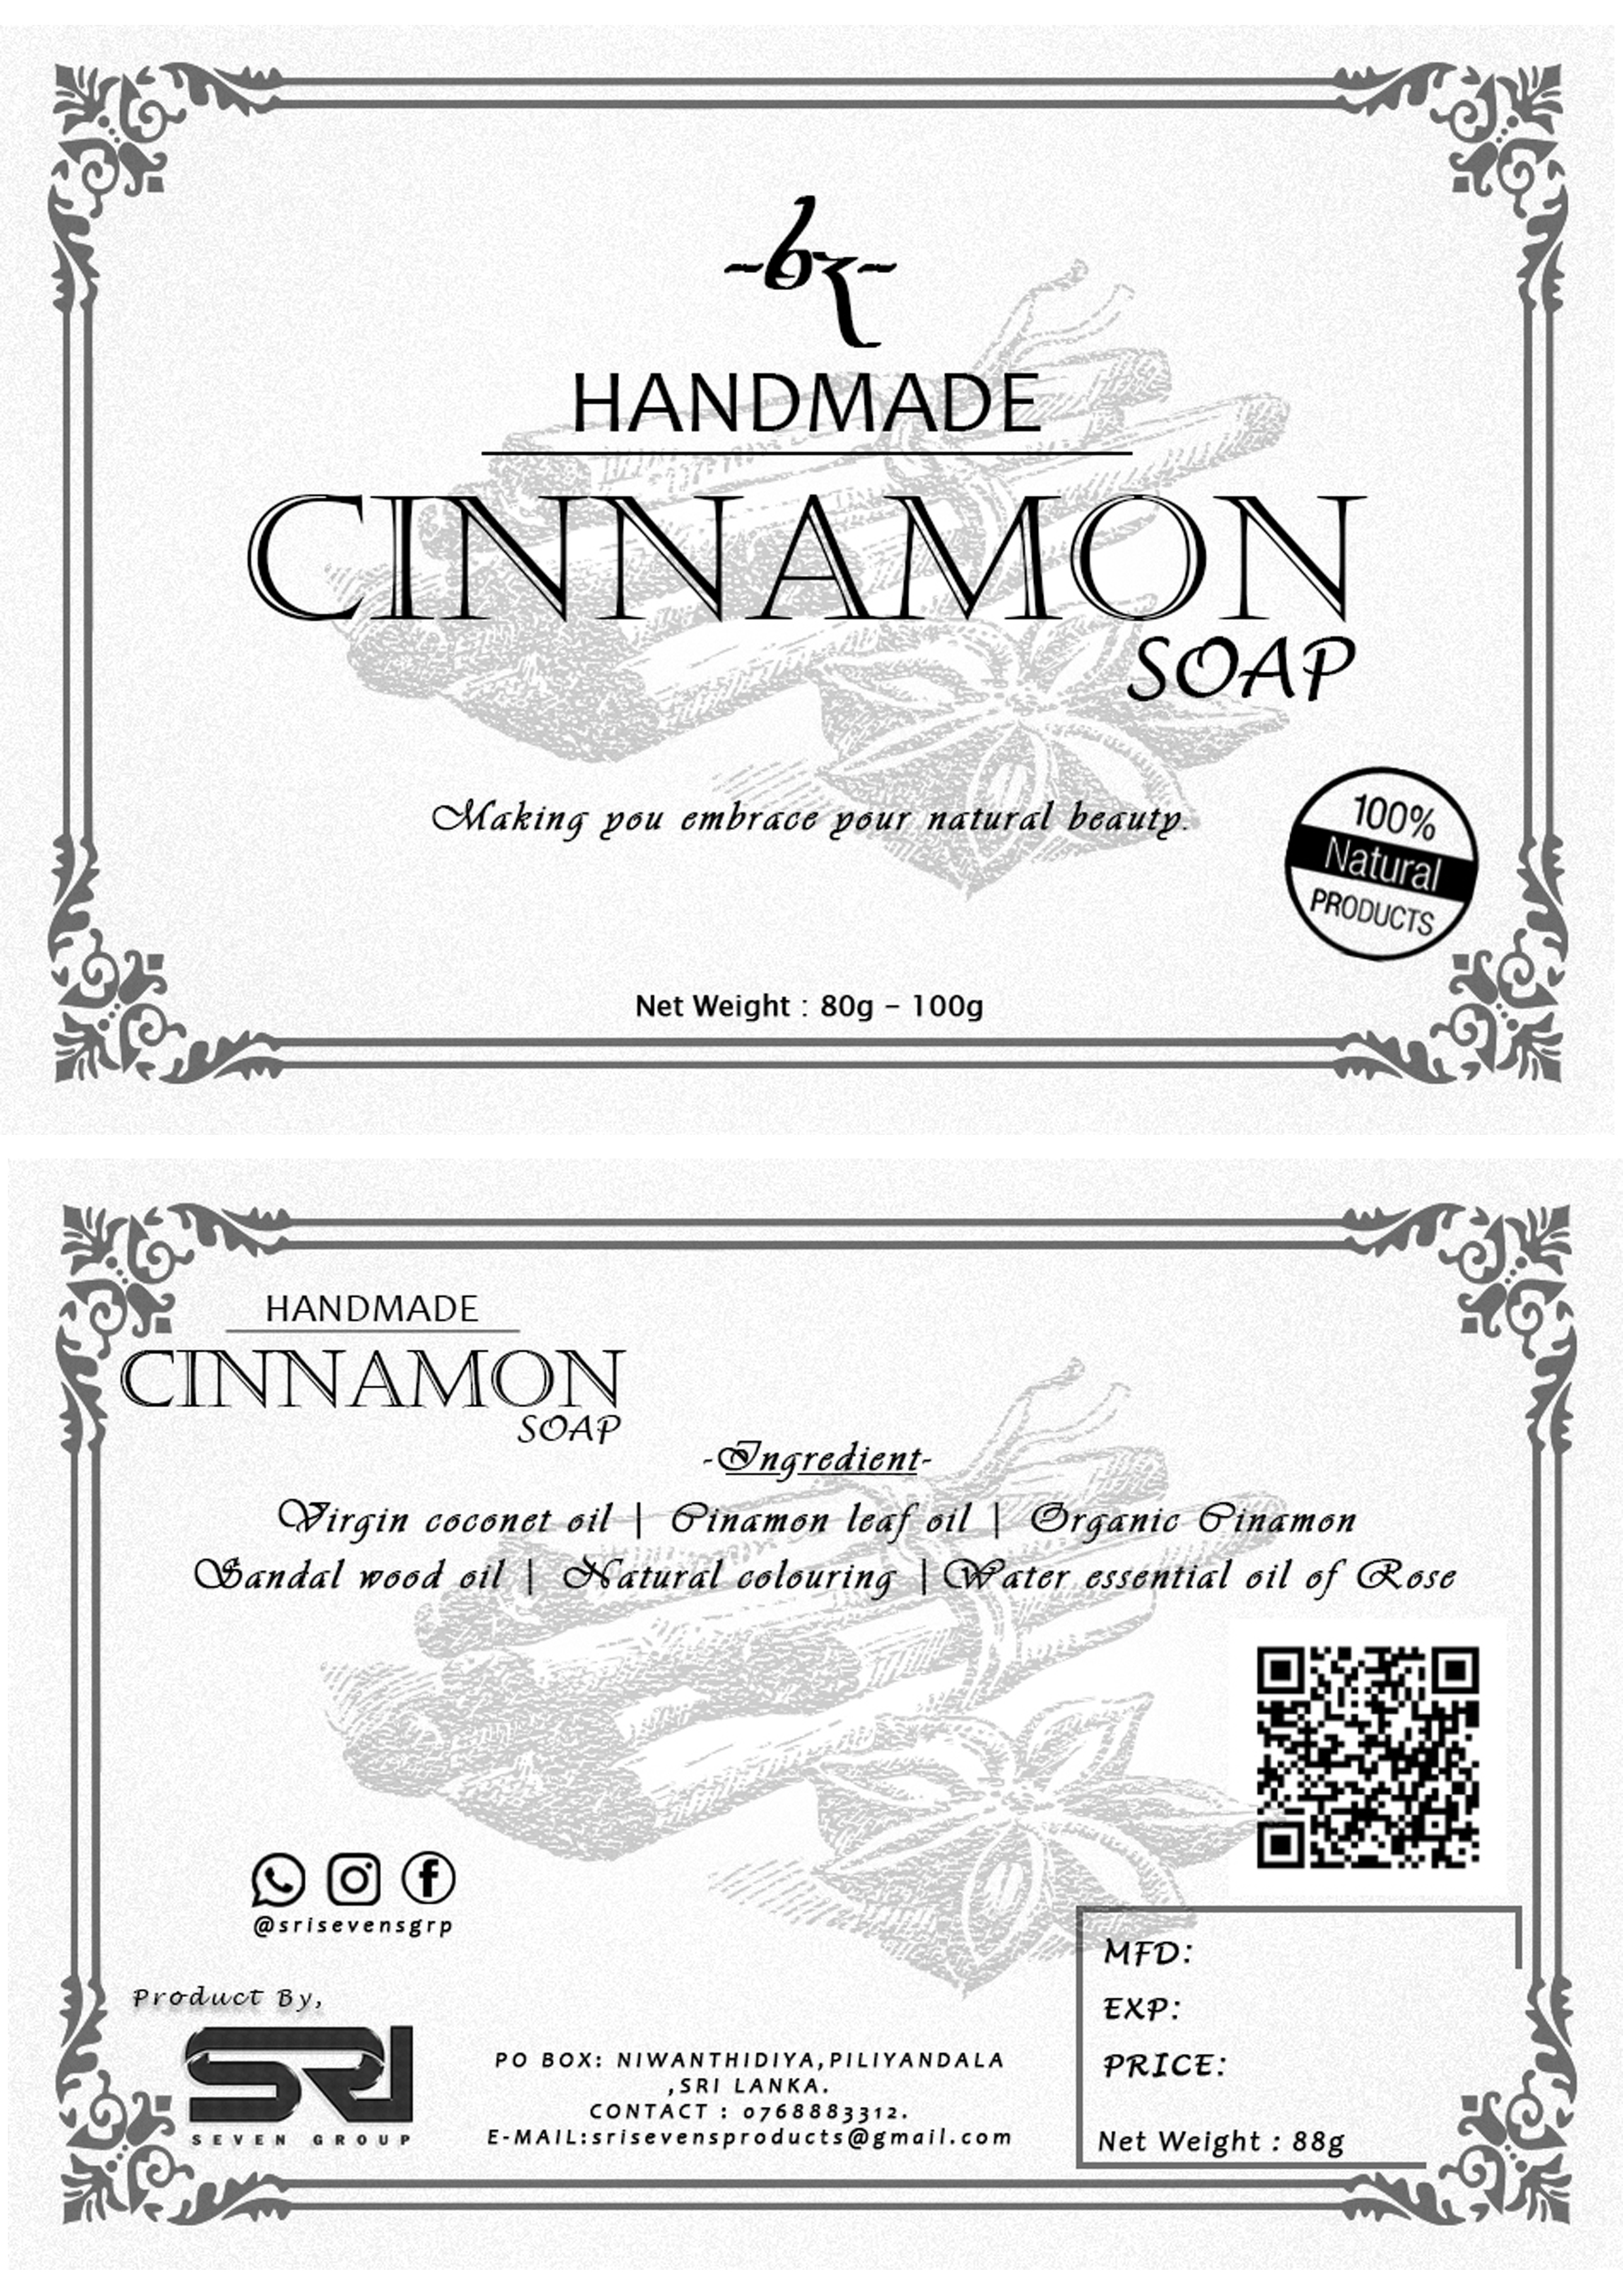 HANDMADE
CINNAMON
SOAP
Making you embrace your natural beauty.
100%
Natural
PRODUCTS
Net Weight : 80g – 100g
HANDMADE
CINNAMON
SOAP
-Ingredient-
Virgin coconet oil | Cinamon leaf oil | Organic Cinamon
Sandal wood oil | Natural colouring | Water essential oil of Rose
@srisevensgrp
Product By,
SRI
SEVEN GROUP
PO BOX: NIWANTHIDIYA,PILIYANDALA
,SRI LANKA.
CONTACT : 0768883312.
E-MAIL:srisevensproducts@gmail.com
MFD:
EXP:
PRICE:
Net Weight : 88g